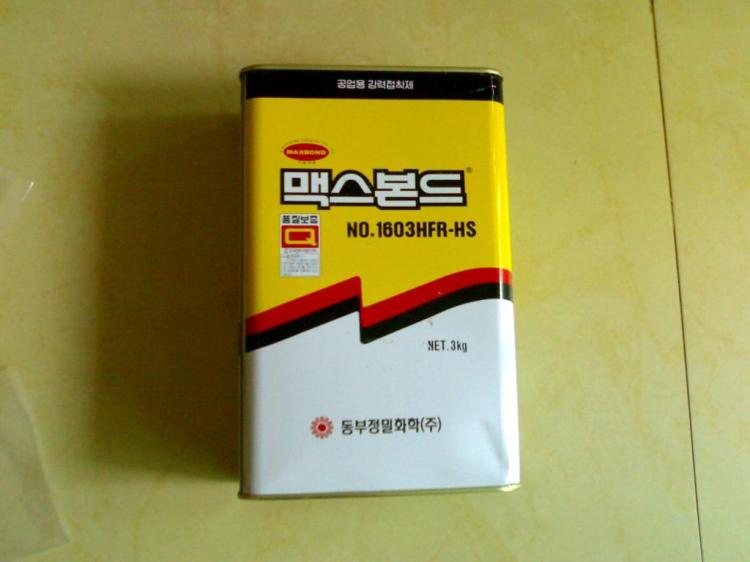 공업용 강력접착제
MAXBOND
맥스본드®
품질보증
Q
NO.1603HFR-HS
NET.3kg
동부정밀화학(주)